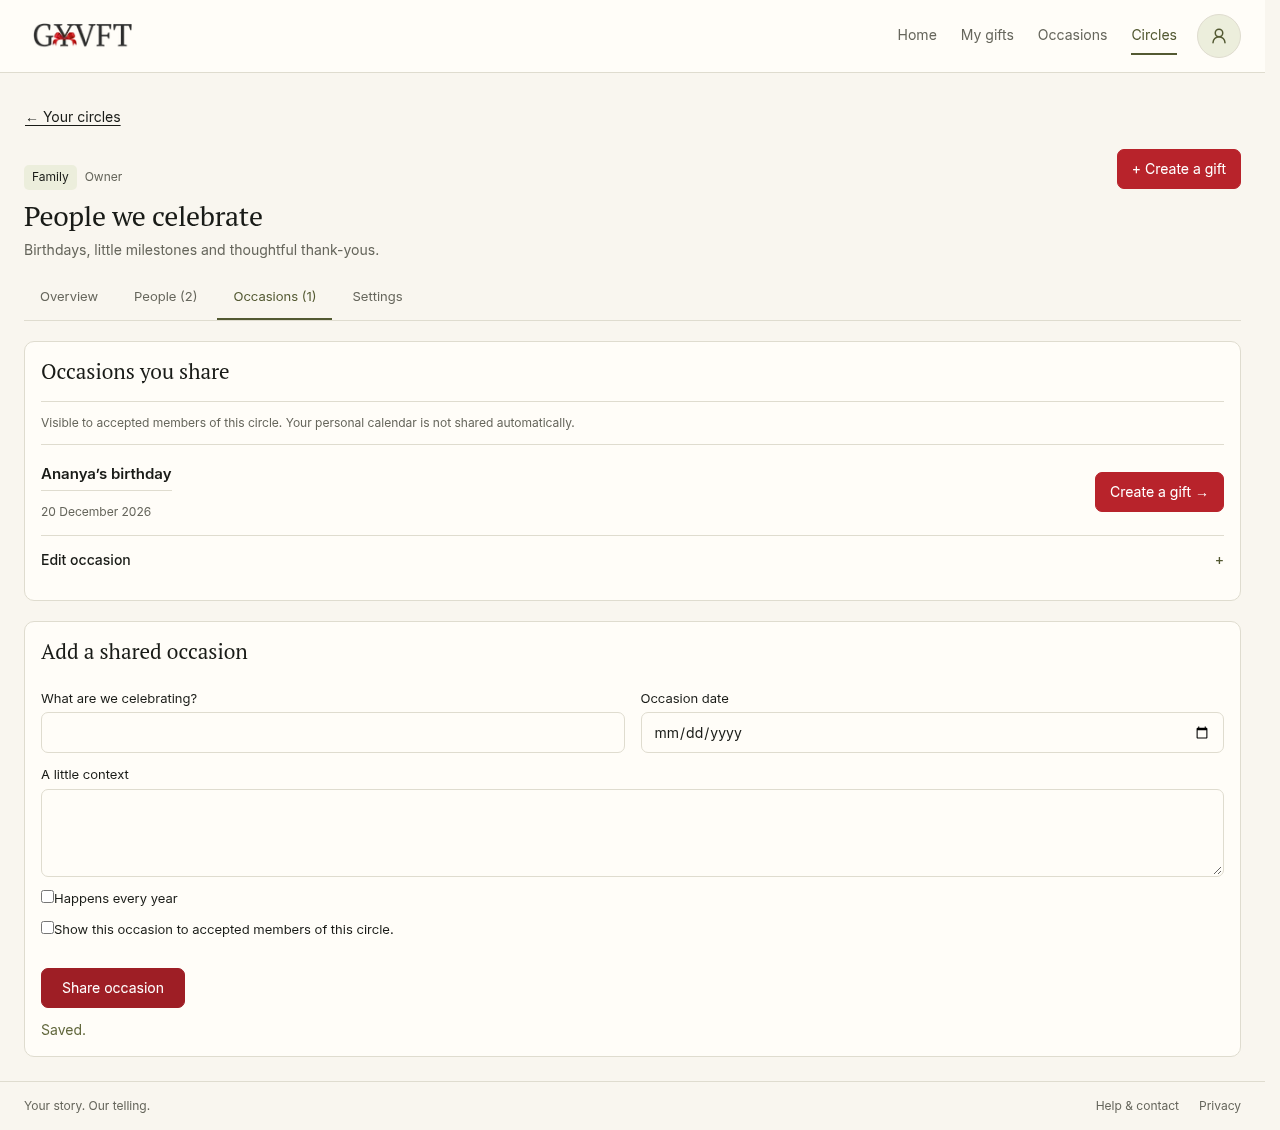 GYVFT
Home My gifts Occasions Circles
← Your circles
Family Owner
+ Create a gift
People we celebrate
Birthdays, little milestones and thoughtful thank-yous.
Overview People (2) Occasions (1) Settings
Occasions you share
Visible to accepted members of this circle. Your personal calendar is not shared automatically.
Ananya’s birthday
Create a gift →
20 December 2026
Edit occasion +
Add a shared occasion
What are we celebrating? Occasion date
mm/dd/yyyy
A little context
Happens every year
Show this occasion to accepted members of this circle.
Share occasion
Saved.
Your story. Our telling. Help & contact Privacy